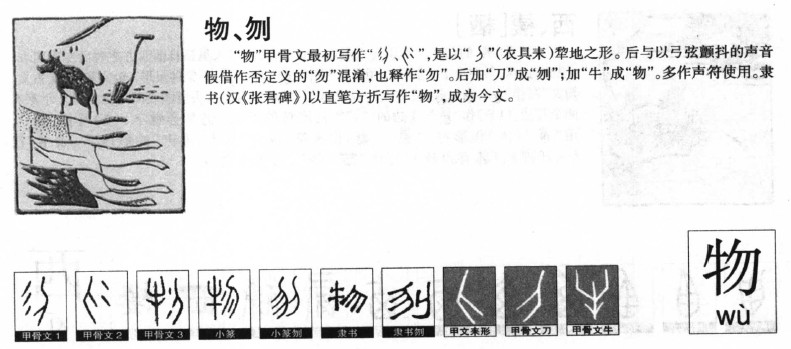 物、刎
“物”甲骨文最初写作“ 、 ”,是以“ ”(农具耒)犂地之形。后与以弓弦颤抖的声音
假借作否定义的“勿”混淆,也释作“勿”。后加“刀”成“刎”;加“牛”成“物”。多作声符使用。隶
书(汉《张君碑》)以直笔方折写作“物”,成为今文。
物
wù
甲骨文1 甲骨文2 甲骨文3 小篆 小篆刎 隶书 隶书刎 甲文耒形 甲骨文刀 甲骨文牛